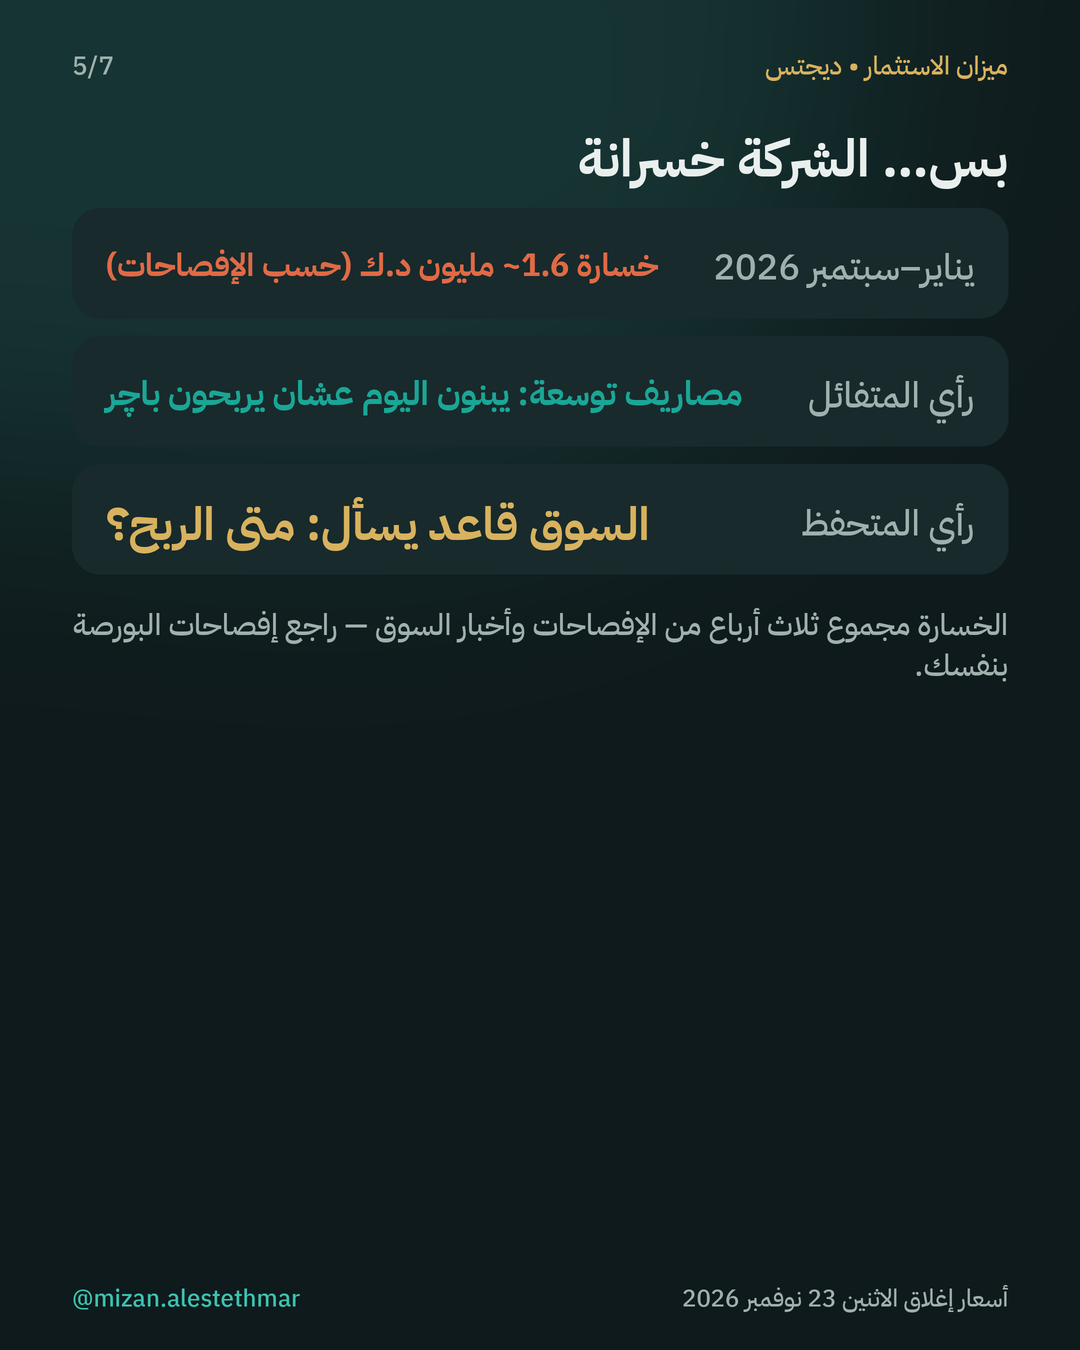 ميزان الاستثمار • ديجتس
5/7
بس... الشركة خسرانة
يناير–سبتمبر 2026
خسارة 1.6~ مليون د.ك (حسب الإفصاحات)
رأي المتفائل
مصاريف توسعة: يبنون اليوم عشان يربحون باچر
رأي المتحفظ
السوق قاعد يسأل: متى الربح؟
الخسارة مجموع ثلاث أرباع من الإفصاحات وأخبار السوق — راجع إفصاحات البورصة
بنفسك.
أسعار إغلاق الاثنين 23 نوفمبر 2026
@mizan.alestethmar